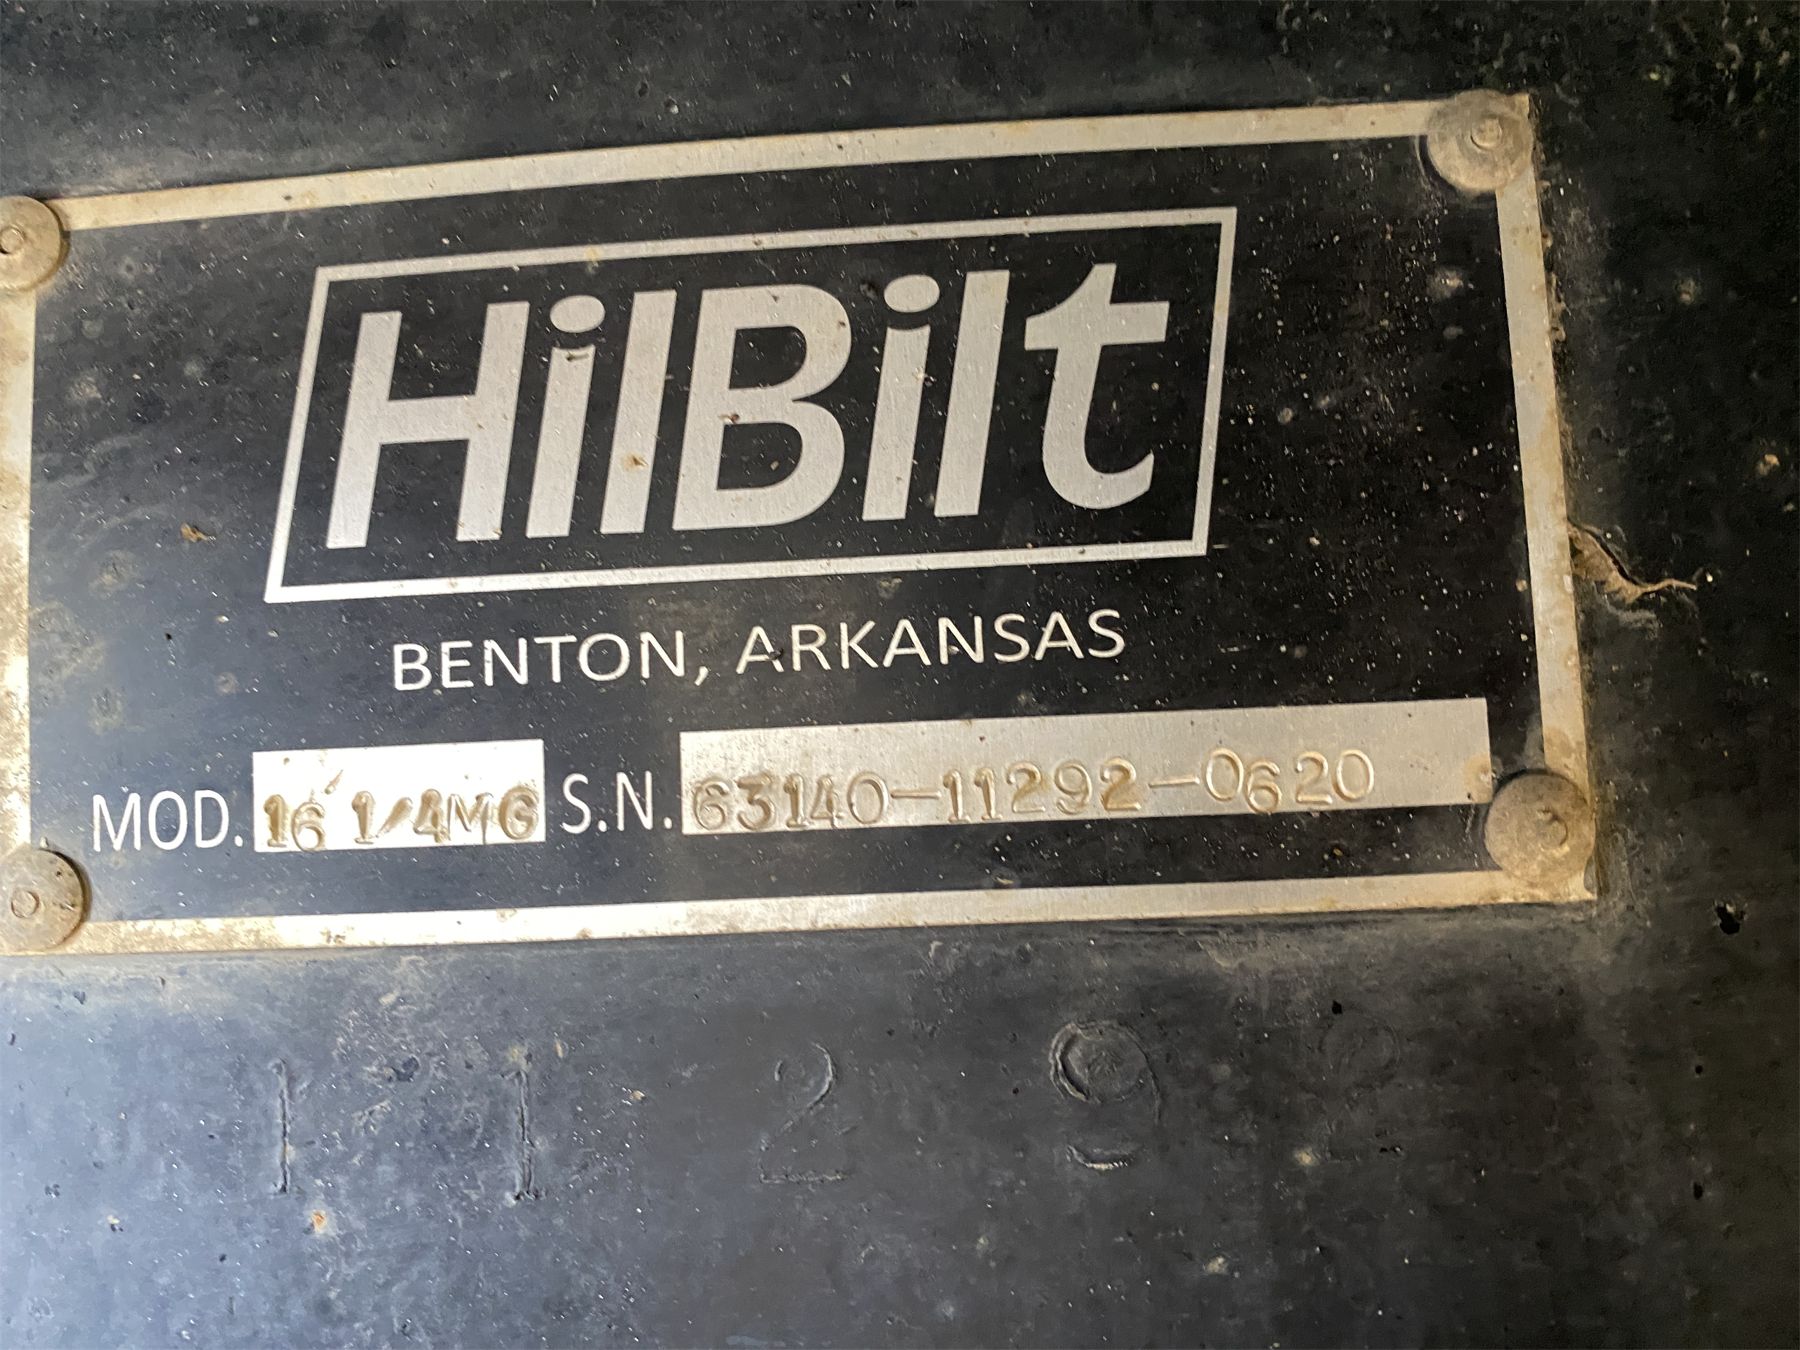 HilBilt
BENTON, ARKANSAS
MOD. 16 1/4MG S.N. 63140-11292-0620
11292